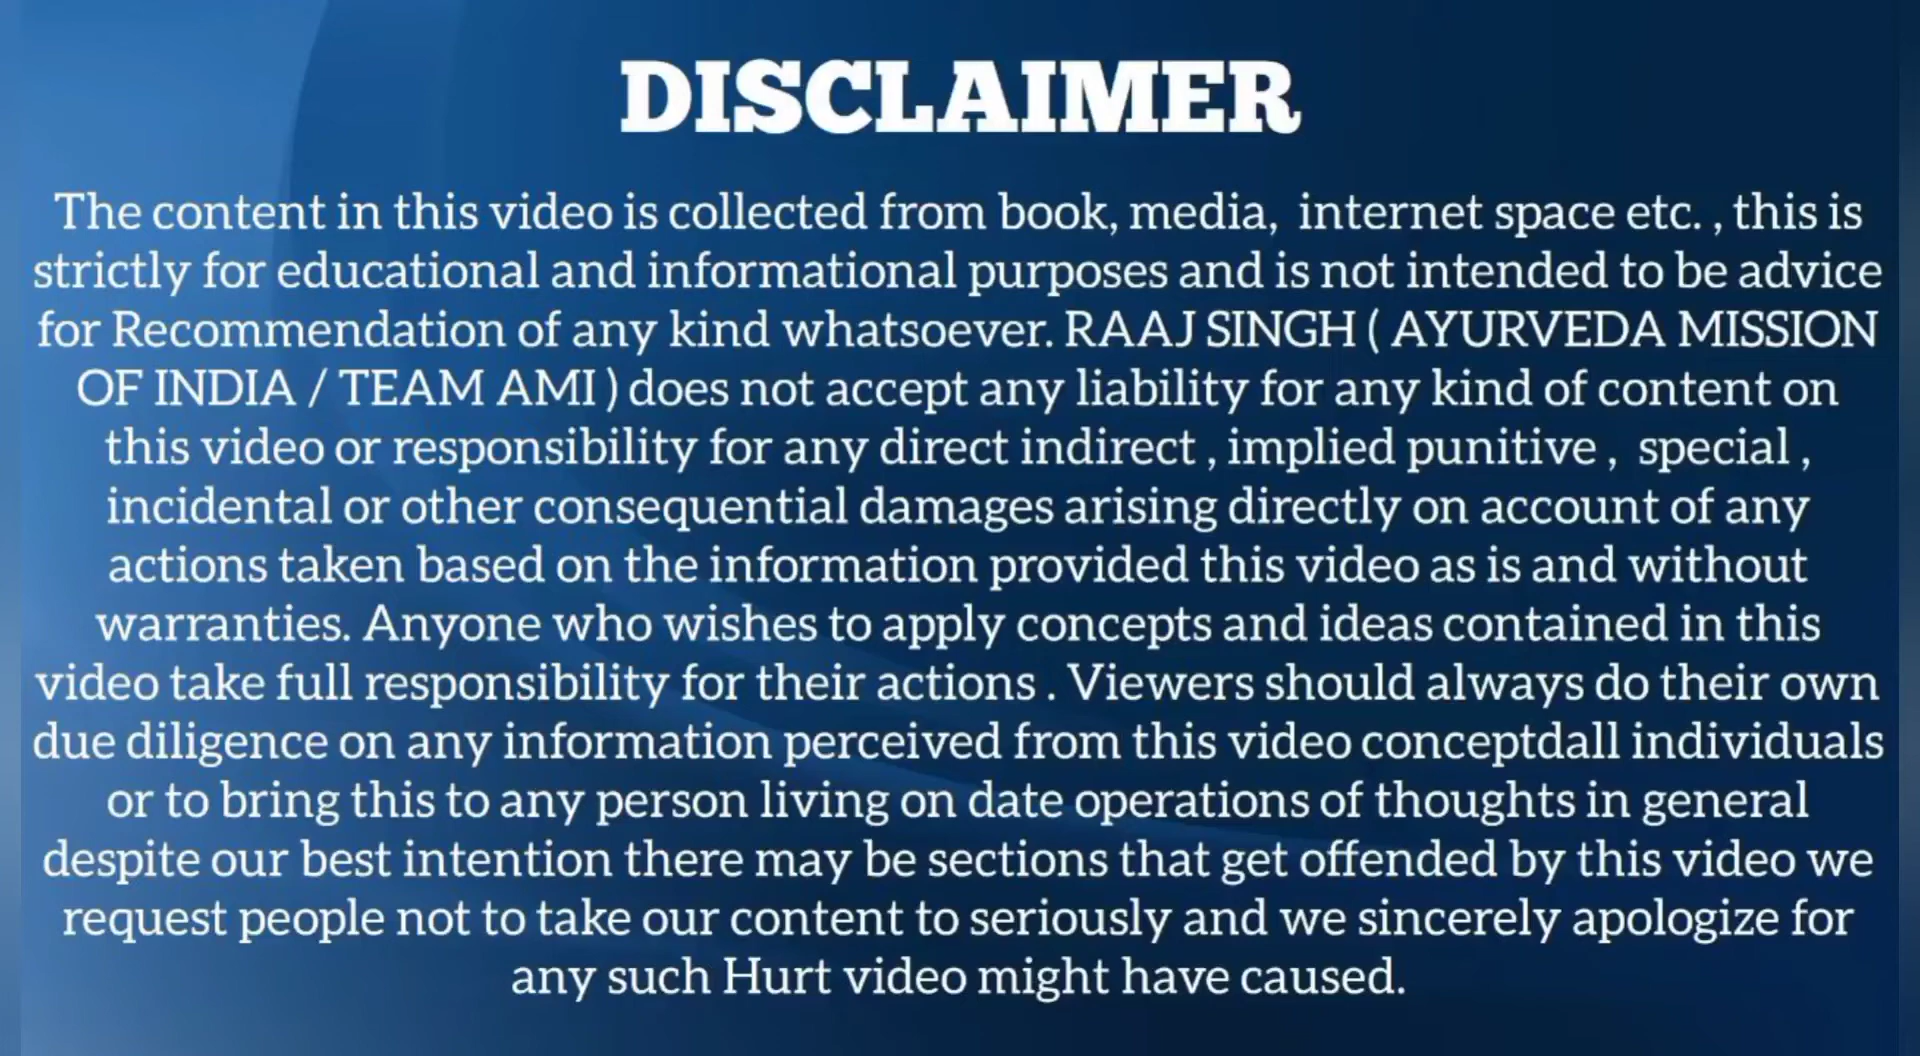 DISCLAIMER
The content in this video is collected from book, media, internet space etc. , this is
strictly for educational and informational purposes and is not intended to be advice
for Recommendation of any kind whatsoever. RAAJ SINGH ( AYURVEDA MISSION
OF INDIA / TEAM AMI ) does not accept any liability for any kind of content on
this video or responsibility for any direct indirect , implied punitive , special ,
incidental or other consequential damages arising directly on account of any
actions taken based on the information provided this video as is and without
warranties. Anyone who wishes to apply concepts and ideas contained in this
video take full responsibility for their actions . Viewers should always do their own
due diligence on any information perceived from this video conceptdall individuals
or to bring this to any person living on date operations of thoughts in general
despite our best intention there may be sections that get offended by this video we
request people not to take our content to seriously and we sincerely apologize for
any such Hurt video might have caused.